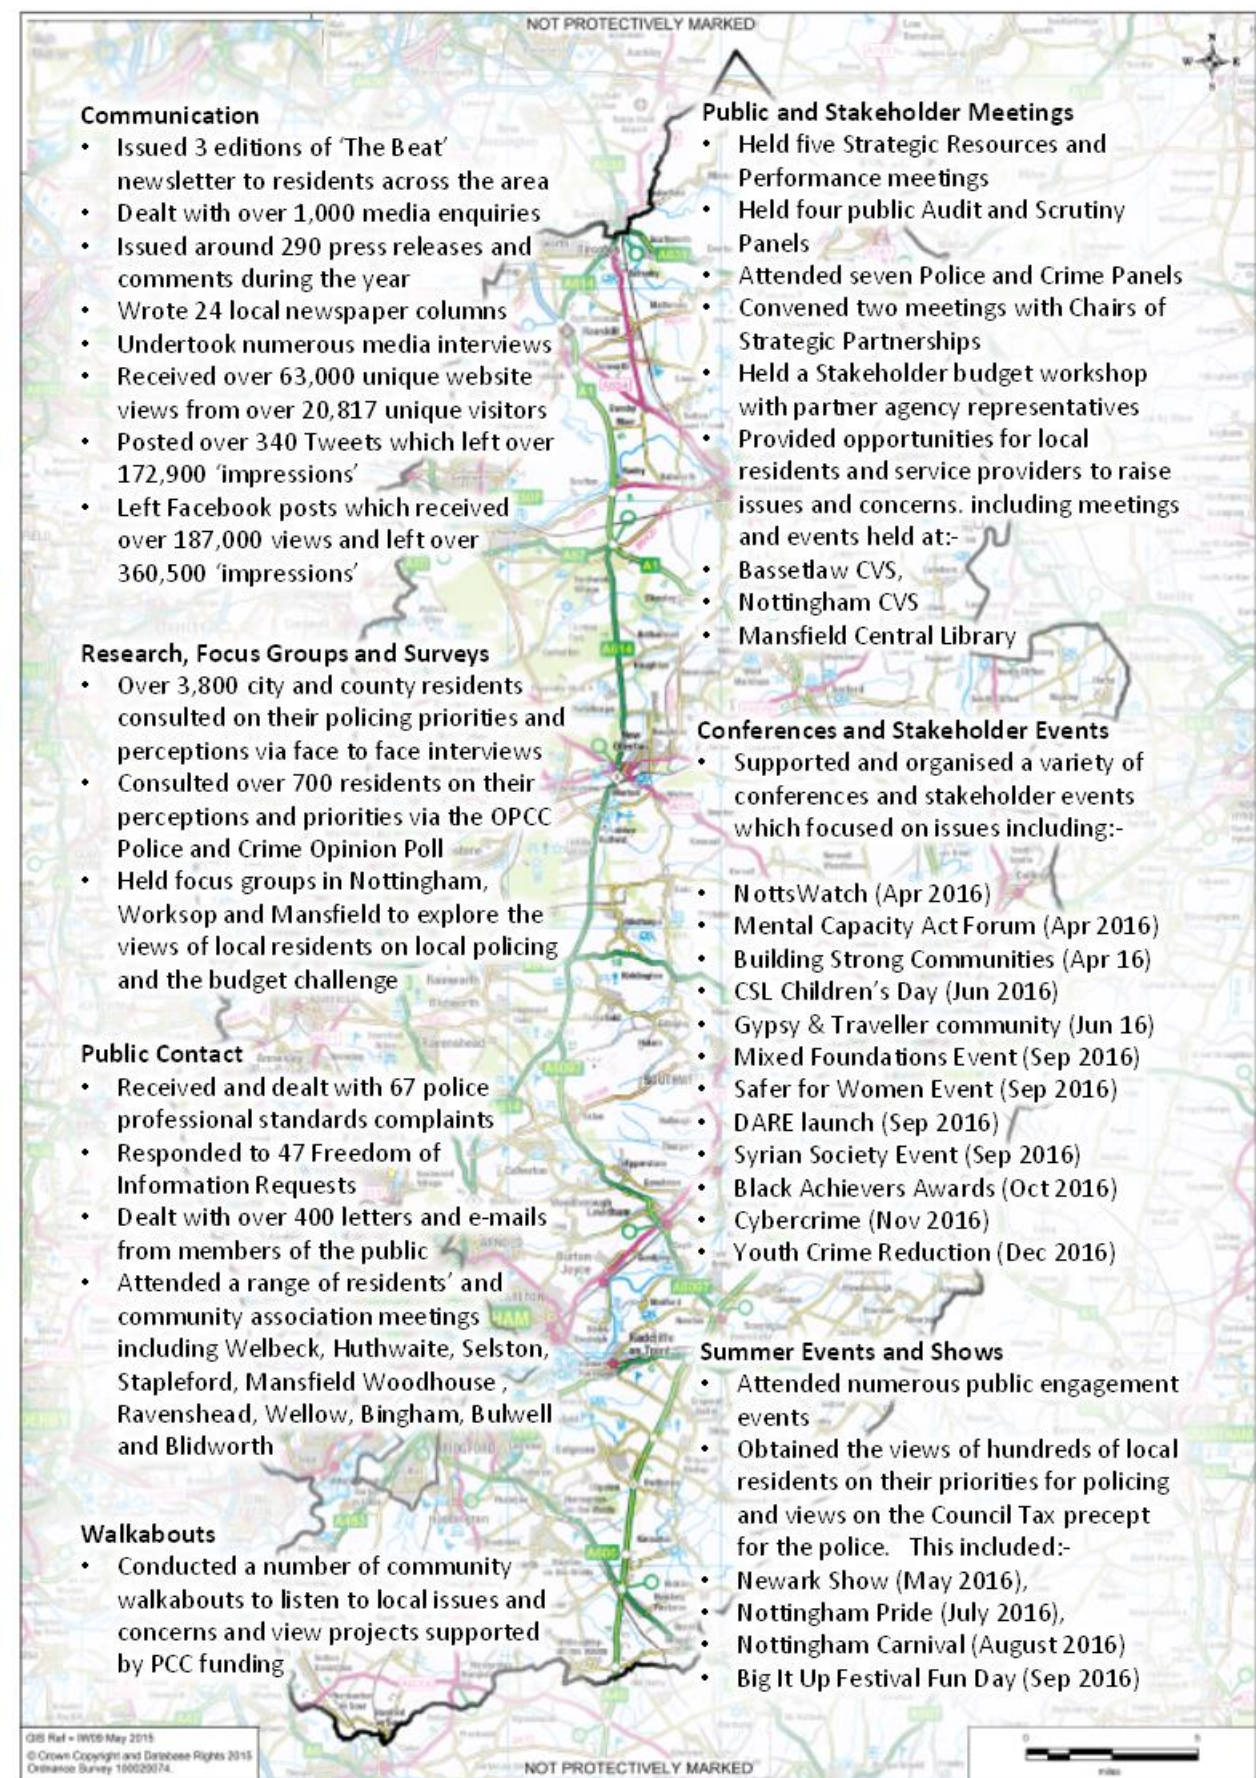 NOT PROTECTIVELY MARKED
N
W
E
S
Communication
• Issued 3 editions of ‘The Beat’
newsletter to residents across the area
• Dealt with over 1,000 media enquiries
• Issued around 290 press releases and
comments during the year
• Wrote 24 local newspaper columns
• Undertook numerous media interviews
• Received over 63,000 unique website
views from over 20,817 unique visitors
• Posted over 340 Tweets which left over
172,900 ‘impressions’
• Left Facebook posts which received
over 187,000 views and left over
360,500 ‘impressions’
Research, Focus Groups and Surveys
• Over 3,800 city and county residents
consulted on their policing priorities and
perceptions via face to face interviews
• Consulted over 700 residents on their
perceptions and priorities via the OPCC
Police and Crime Opinion Poll
• Held focus groups in Nottingham,
Worksop and Mansfield to explore the
views of local residents on local policing
and the budget challenge
Public Contact
• Received and dealt with 67 police
professional standards complaints
• Responded to 47 Freedom of
Information Requests
• Dealt with over 400 letters and e-mails
from members of the public
• Attended a range of residents’ and
community association meetings
including Welbeck, Huthwaite, Selston,
Stapleford, Mansfield Woodhouse ,
Ravenshead, Wellow, Bingham, Bulwell
and Blidworth
Walkabouts
• Conducted a number of community
walkabouts to listen to local issues and
concerns and view projects supported
by PCC funding
Public and Stakeholder Meetings
• Held five Strategic Resources and
Performance meetings
• Held four public Audit and Scrutiny
Panels
• Attended seven Police and Crime Panels
• Convened two meetings with Chairs of
Strategic Partnerships
• Held a Stakeholder budget workshop
with partner agency representatives
• Provided opportunities for local
residents and service providers to raise
issues and concerns. including meetings
and events held at:-
• Bassetlaw CVS,
• Nottingham CVS
• Mansfield Central Library
Conferences and Stakeholder Events
• Supported and organised a variety of
conferences and stakeholder events
which focused on issues including:-
• NottsWatch (Apr 2016)
• Mental Capacity Act Forum (Apr 2016)
• Building Strong Communities (Apr 16)
• CSL Children’s Day (Jun 2016)
• Gypsy & Traveller community (Jun 16)
• Mixed Foundations Event (Sep 2016)
• Safer for Women Event (Sep 2016)
• DARE launch (Sep 2016)
• Syrian Society Event (Sep 2016)
• Black Achievers Awards (Oct 2016)
• Cybercrime (Nov 2016)
• Youth Crime Reduction (Dec 2016)
Summer Events and Shows
• Attended numerous public engagement
events
• Obtained the views of hundreds of local
residents on their priorities for policing
and views on the Council Tax precept
for the police. This included:-
• Newark Show (May 2016),
• Nottingham Pride (July 2016),
• Nottingham Carnival (August 2016)
• Big It Up Festival Fun Day (Sep 2016)
A1
A614
A6097
GIS Ref = IW09 May 2015
© Crown Copyright and Database Rights 2015
Ordnance Survey 100020074.
NOT PROTECTIVELY MARKED
miles